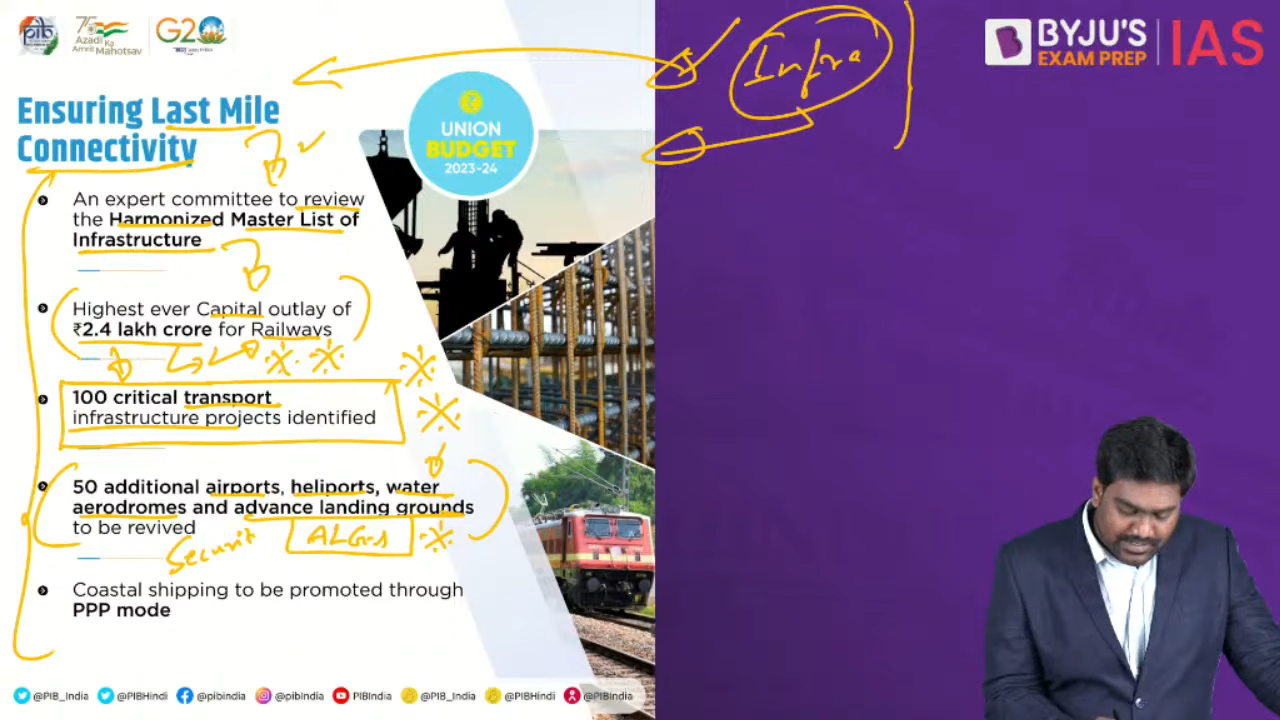 pib
75
Azadi Ka
Amrit Mahotsav
G20
Ensuring Last Mile
Connectivity
UNION
BUDGET
2023-24
An expert committee to review
the Harmonized Master List of
Infrastructure
Highest ever Capital outlay of
₹2.4 lakh crore for Railways
100 critical transport
infrastructure projects identified
50 additional airports, heliports, water
aerodromes and advance landing grounds
to be revived
Securit
ALGs
Coastal shipping to be promoted through
PPP mode
@PIB_India @PIBHindi @pibindia @pibindia PIBIndia @PIB_India @PIBHindi @PIBIndia
Infra
BYJU'S
EXAM PREP
IAS